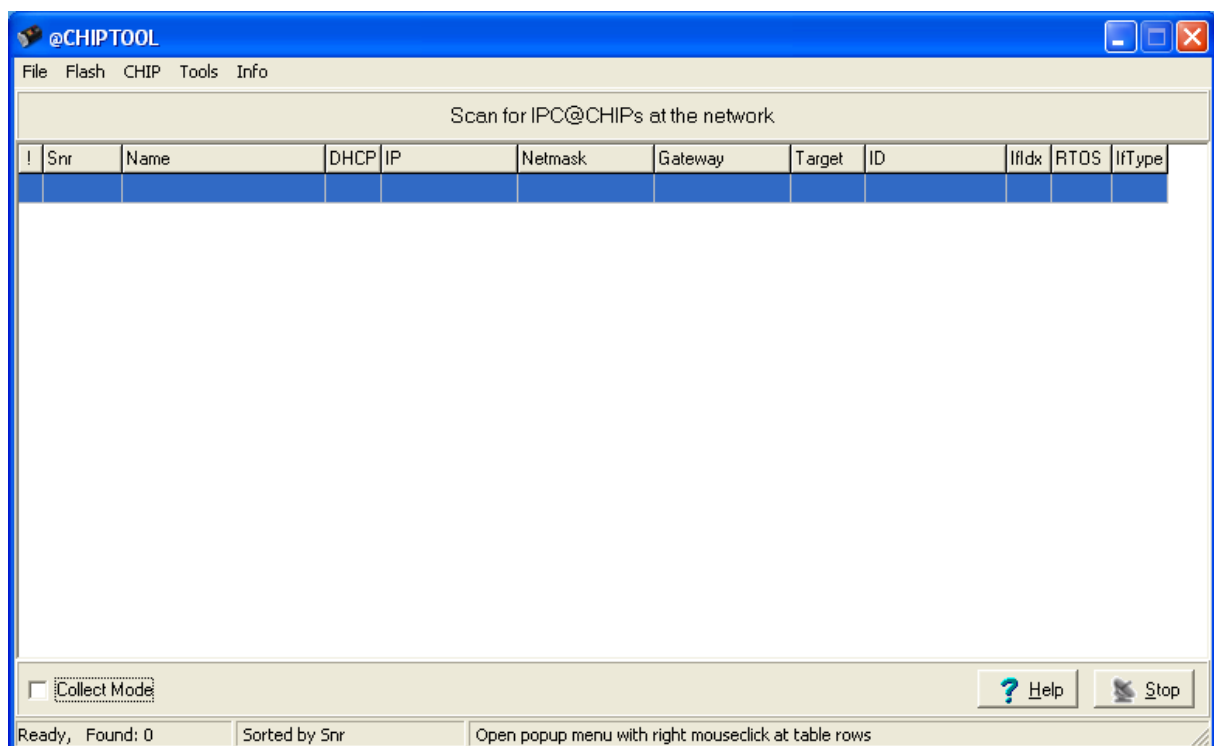 @CHIPTOOL
File Flash CHIP Tools Info
Scan for IPC@CHIPs at the network
! Snr Name DHCP IP Netmask Gateway Target ID IfIdx RTOS IfType
Collect Mode ? Help Stop
Ready, Found: 0 Sorted by Snr Open popup menu with right mouseclick at table rows